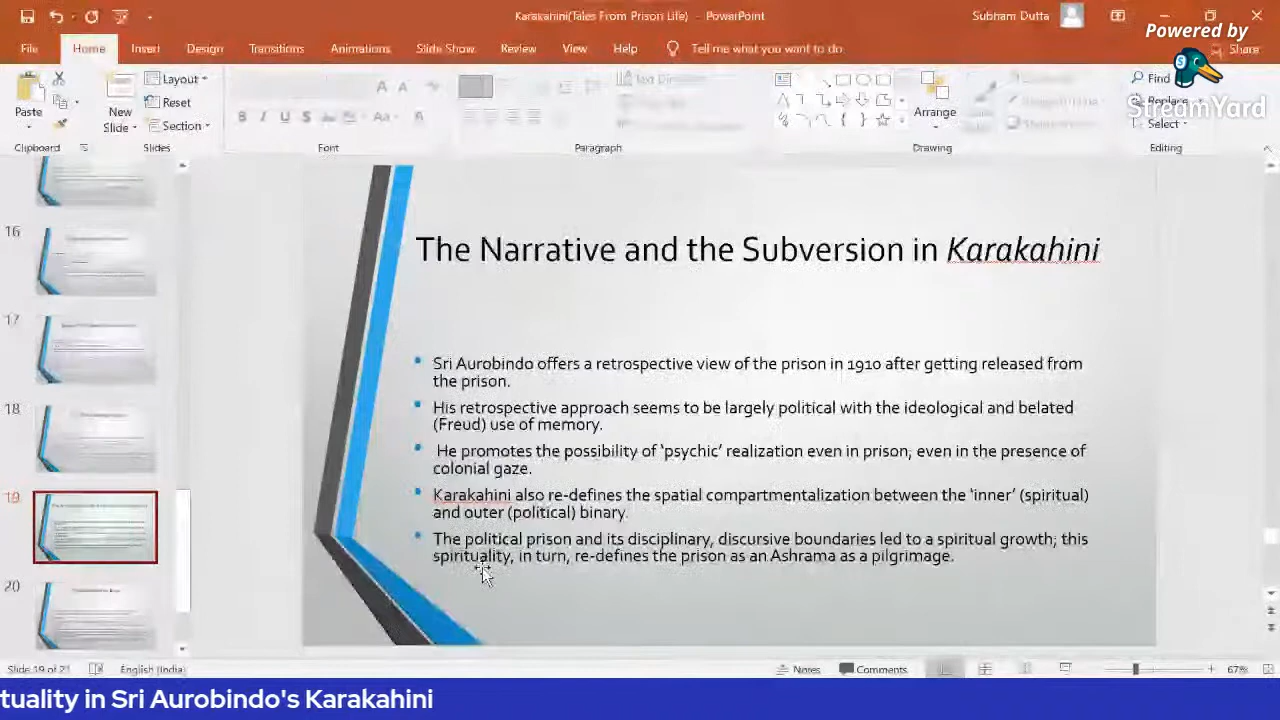 Karakahini(Tales From Prison Life) - PowerPoint
Subham Dutta
Powered by
File Home Insert Design Transitions Animations Slide Show Review View Help Tell me what you want to do
Share
StreamYard
Layout
Reset
Section
Paste
New
Slide
Arrange
Find
Replace
Select
Clipboard Slides Font Paragraph Drawing Editing
16
17
18
19
20
The Narrative and the Subversion in Karakahini
Sri Aurobindo offers a retrospective view of the prison in 1910 after getting released from
the prison.
His retrospective approach seems to be largely political with the ideological and belated
(Freud) use of memory.
He promotes the possibility of ‘psychic’ realization even in prison, even in the presence of
colonial gaze.
Karakahini also re-defines the spatial compartmentalization between the ‘inner’ (spiritual)
and outer (political) binary.
The political prison and its disciplinary, discursive boundaries led to a spiritual growth; this
spirituality, in turn, re-defines the prison as an Ashrama as a pilgrimage.
Slide 19 of 21 English (India) Notes Comments 67%
tuality in Sri Aurobindo's Karakahini